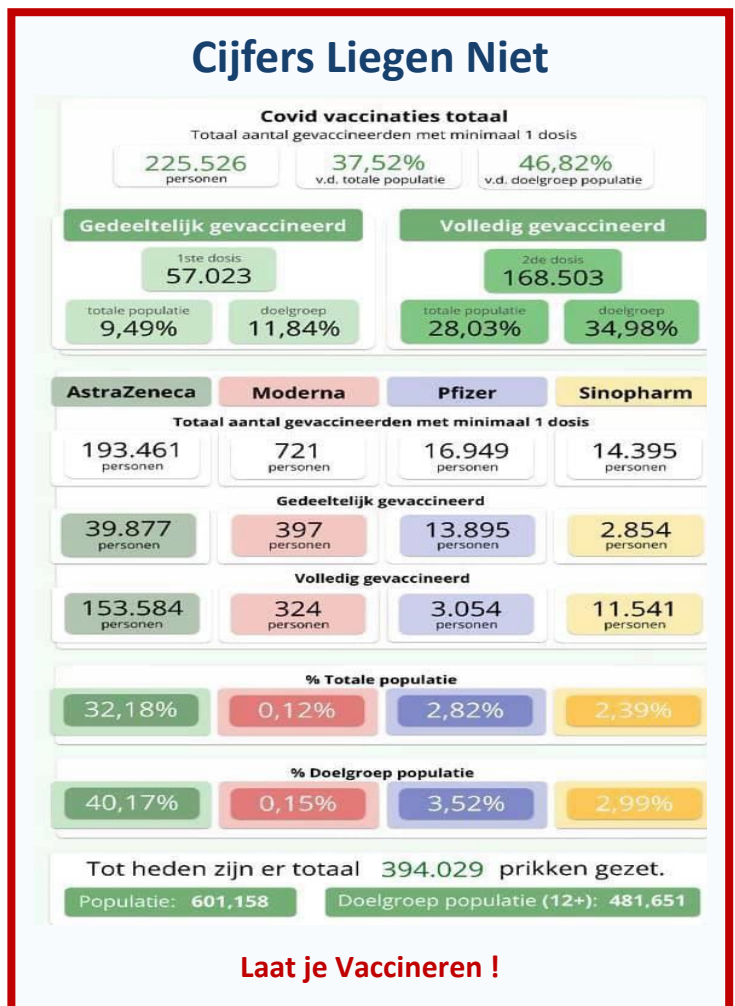 Cijfers Liegen Niet
Covid vaccinaties totaal
Totaal aantal gevaccineerden met minimaal 1 dosis
225.526 37,52% 46,82%
personen v.d. totale populatie v.d. doelgroep populatie
Gedeeltelijk gevaccineerd Volledig gevaccineerd
1ste dosis 2de dosis
57.023 168.503
totale populatie doelgroep totale populatie doelgroep
9,49% 11,84% 28,03% 34,98%
AstraZeneca Moderna Pfizer Sinopharm
Totaal aantal gevaccineerden met minimaal 1 dosis
193.461 721 16.949 14.395
personen personen personen personen
Gedeeltelijk gevaccineerd
39.877 397 13.895 2.854
personen personen personen personen
Volledig gevaccineerd
153.584 324 3.054 11.541
personen personen personen personen
% Totale populatie
32,18% 0,12% 2,82% 2,39%
% Doelgroep populatie
40,17% 0,15% 3,52% 2,99%
Tot heden zijn er totaal 394.029 prikken gezet.
Populatie: 601,158 Doelgroep populatie (12+): 481,651
Laat je Vaccineren !